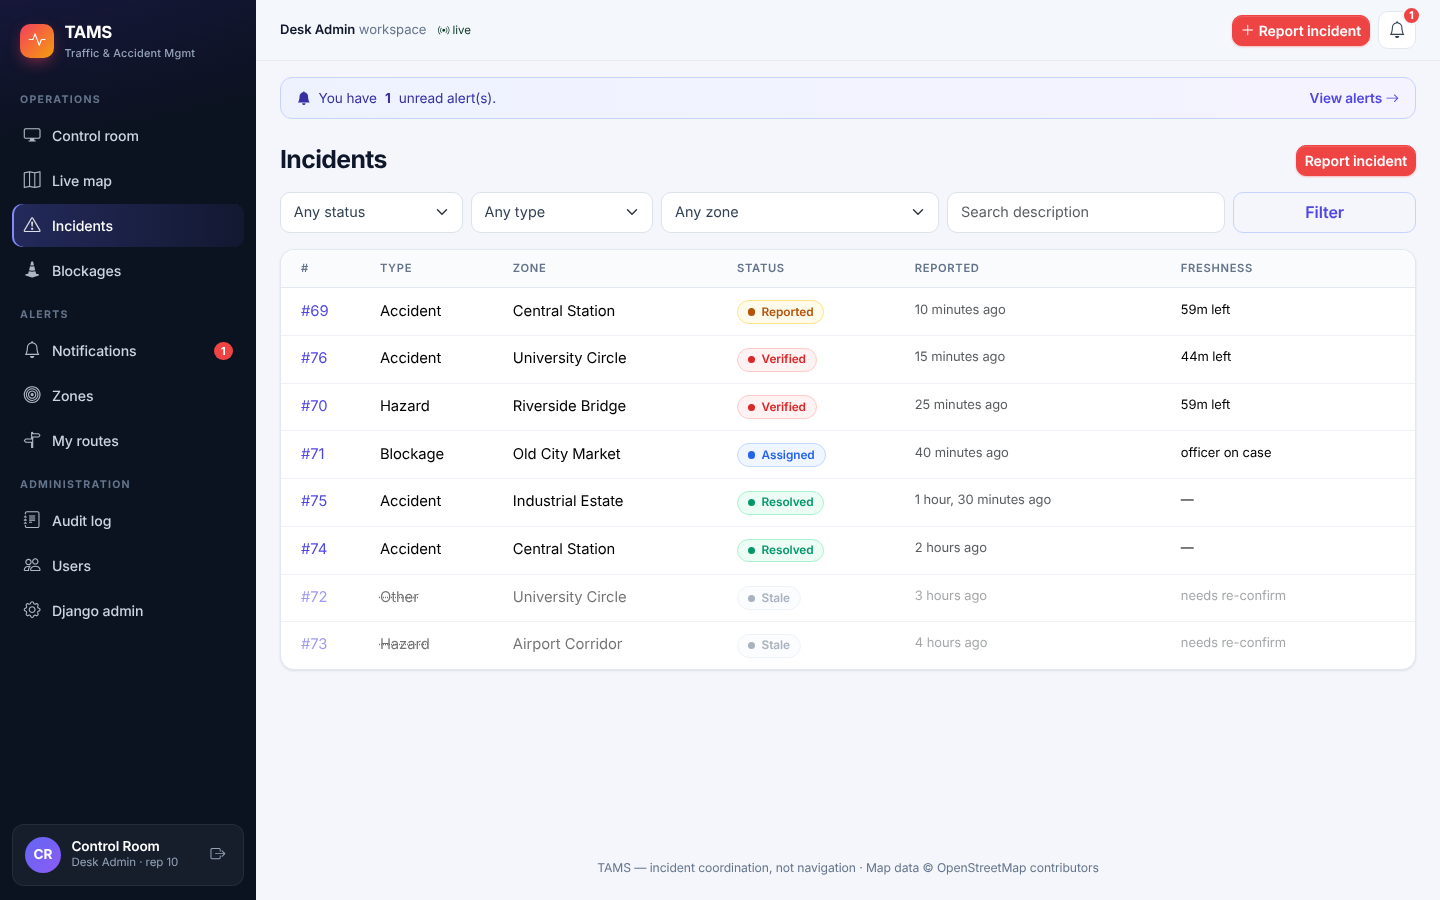 TAMS
Traffic & Accident Mgmt
OPERATIONS
Control room
Live map
Incidents
Blockages
ALERTS
Notifications 1
Zones
My routes
ADMINISTRATION
Audit log
Users
Django admin
CR
Control Room
Desk Admin · rep 10
Desk Admin workspace live
+ Report incident
1
You have 1 unread alert(s).
View alerts →
Incidents
Report incident
Any status
Any type
Any zone
Search description
Filter
# TYPE ZONE STATUS REPORTED FRESHNESS
#69 Accident Central Station Reported 10 minutes ago 59m left
#76 Accident University Circle Verified 15 minutes ago 44m left
#70 Hazard Riverside Bridge Verified 25 minutes ago 59m left
#71 Blockage Old City Market Assigned 40 minutes ago officer on case
#75 Accident Industrial Estate Resolved 1 hour, 30 minutes ago —
#74 Accident Central Station Resolved 2 hours ago —
#72 Other University Circle Stale 3 hours ago needs re-confirm
#73 Hazard Airport Corridor Stale 4 hours ago needs re-confirm
TAMS — incident coordination, not navigation · Map data © OpenStreetMap contributors